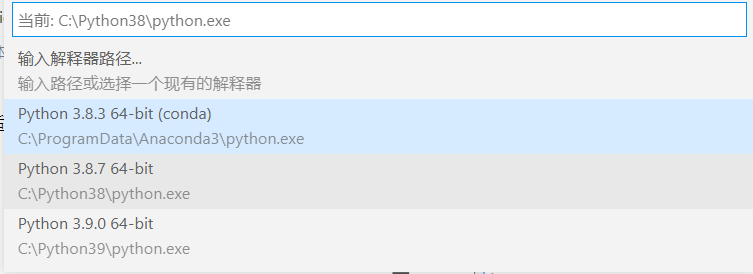 当前: C:\Python38\python.exe
输入解释器路径...
输入路径或选择一个现有的解释器
Python 3.8.3 64-bit (conda)
C:\ProgramData\Anaconda3\python.exe
Python 3.8.7 64-bit
C:\Python38\python.exe
Python 3.9.0 64-bit
C:\Python39\python.exe